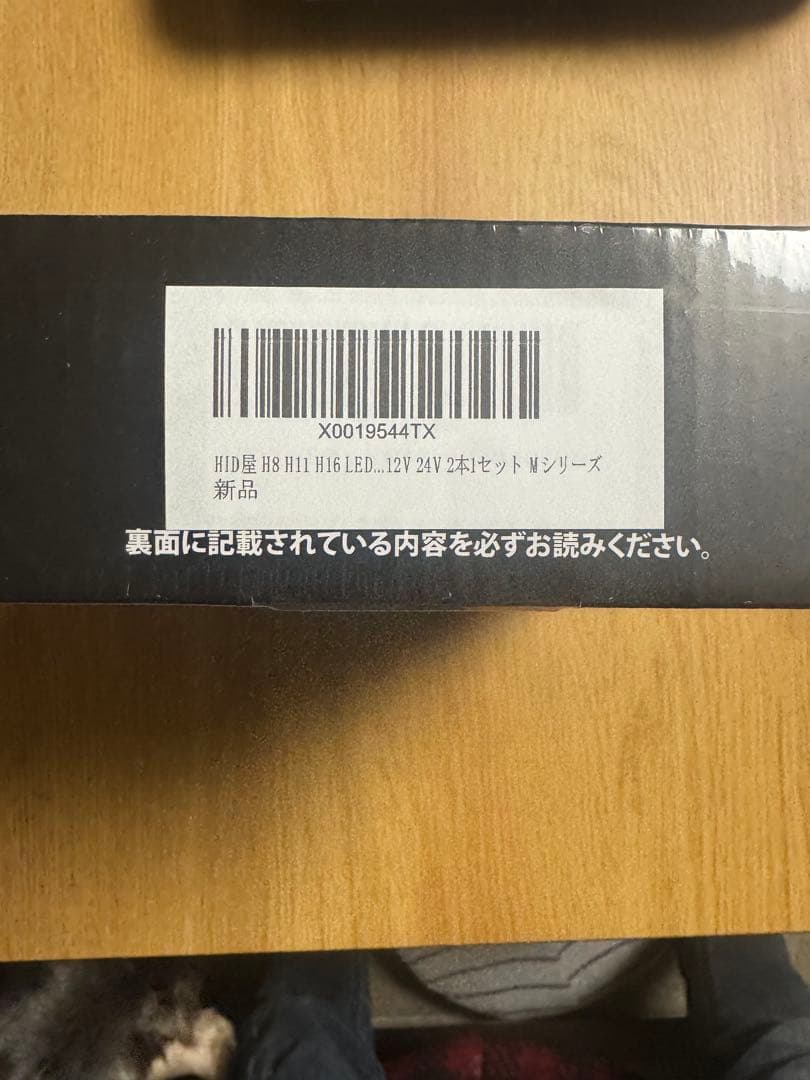 X0019544TX
HID屋 H8 H11 H16 LED...12V 24V 2本1セット Mシリーズ
新品
裏面に記載されている内容を必ずお読みください。